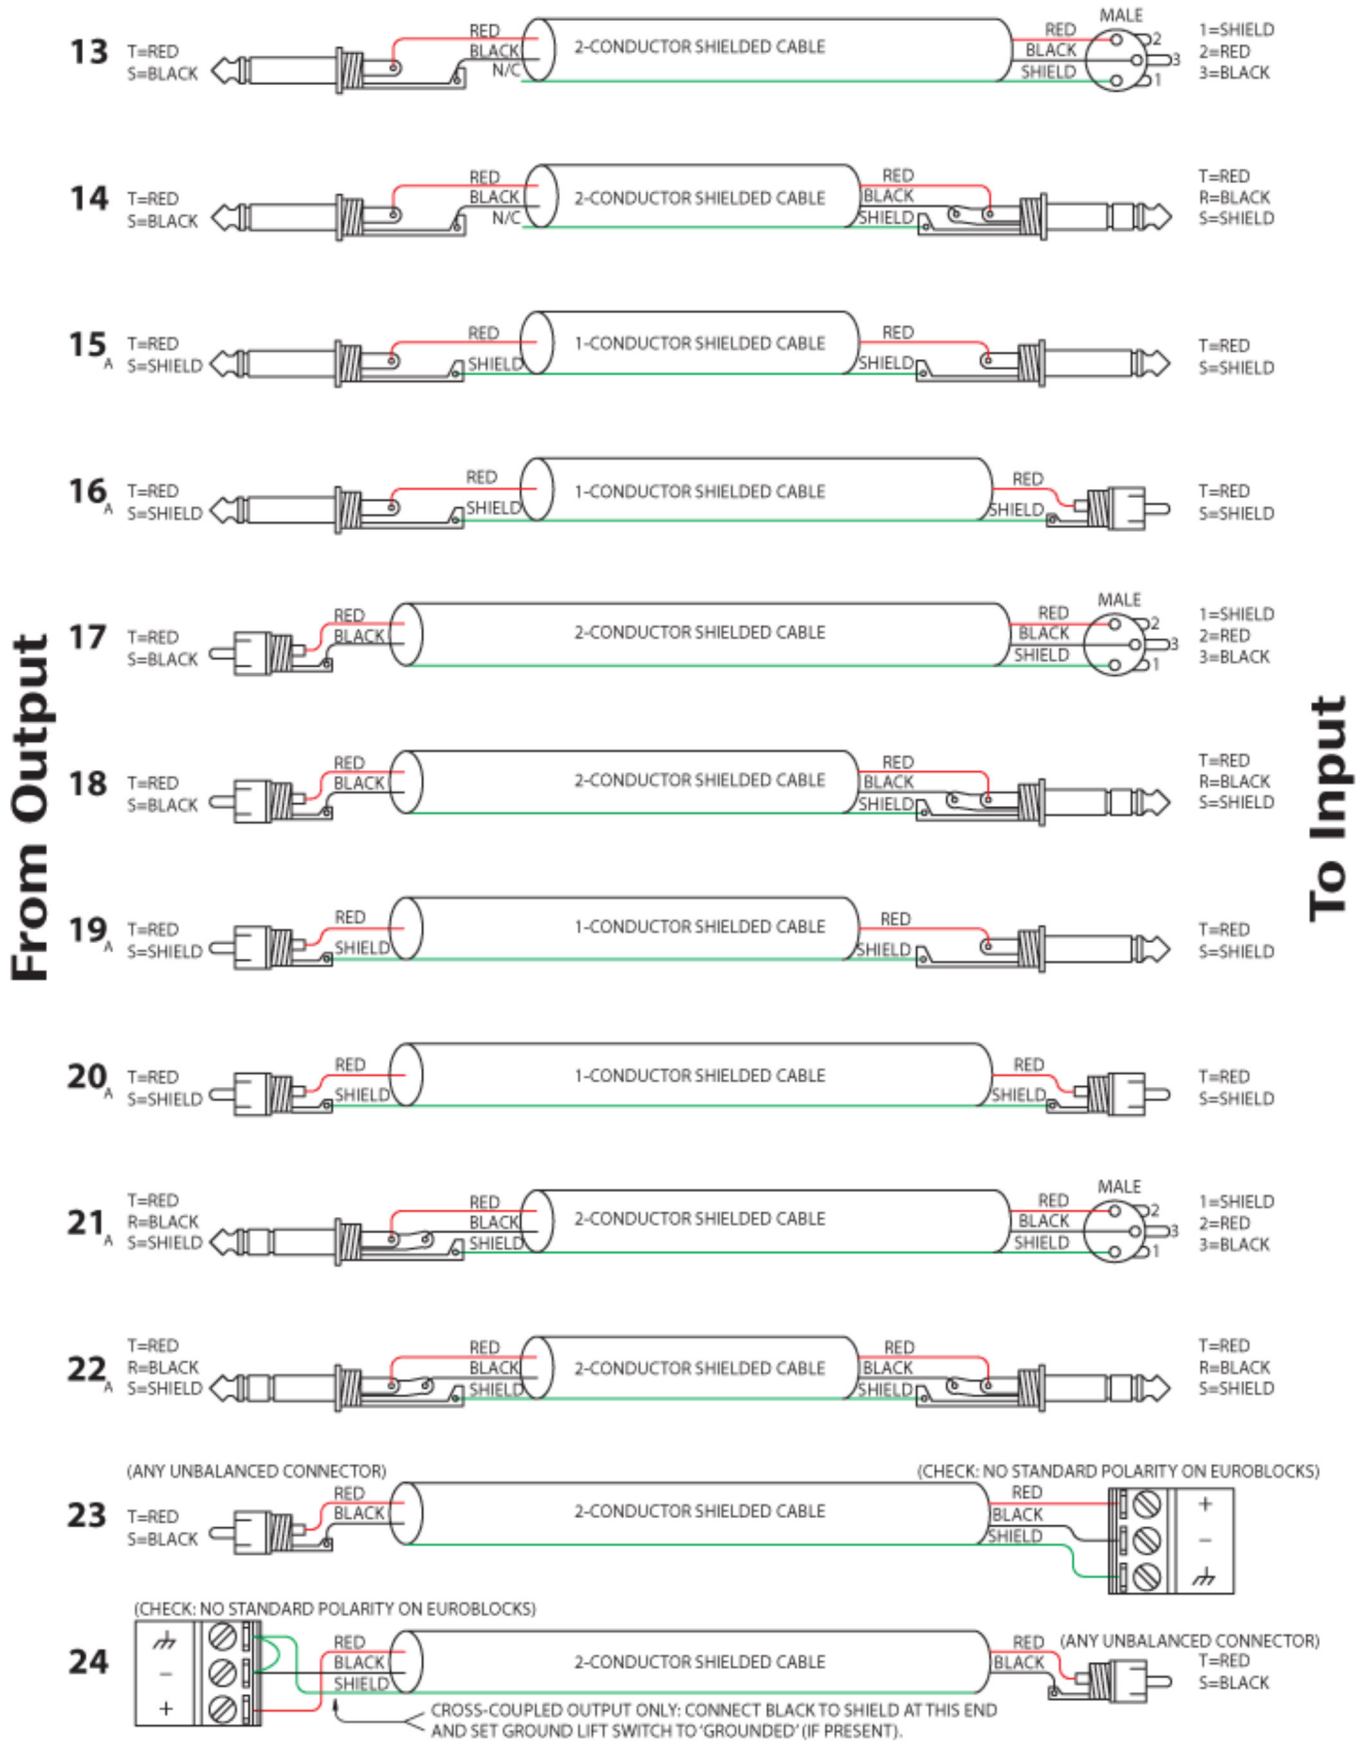 From Output
To Input
13
T=RED
S=BLACK
RED
BLACK
N/C
2-CONDUCTOR SHIELDED CABLE
RED
BLACK
SHIELD
MALE
2
3
1
1=SHIELD
2=RED
3=BLACK
14
T=RED
S=BLACK
RED
BLACK
N/C
2-CONDUCTOR SHIELDED CABLE
RED
BLACK
SHIELD
T=RED
R=BLACK
S=SHIELD
15
A
T=RED
S=SHIELD
RED
SHIELD
1-CONDUCTOR SHIELDED CABLE
RED
SHIELD
T=RED
S=SHIELD
16
A
T=RED
S=SHIELD
RED
SHIELD
1-CONDUCTOR SHIELDED CABLE
RED
SHIELD
T=RED
S=SHIELD
17
T=RED
S=BLACK
RED
BLACK
2-CONDUCTOR SHIELDED CABLE
RED
BLACK
SHIELD
MALE
2
3
1
1=SHIELD
2=RED
3=BLACK
18
T=RED
S=BLACK
RED
BLACK
2-CONDUCTOR SHIELDED CABLE
RED
BLACK
SHIELD
T=RED
R=BLACK
S=SHIELD
19
A
T=RED
S=SHIELD
RED
SHIELD
1-CONDUCTOR SHIELDED CABLE
RED
SHIELD
T=RED
S=SHIELD
20
A
T=RED
S=SHIELD
RED
SHIELD
1-CONDUCTOR SHIELDED CABLE
RED
SHIELD
T=RED
S=SHIELD
21
A
T=RED
R=BLACK
S=SHIELD
RED
BLACK
SHIELD
2-CONDUCTOR SHIELDED CABLE
RED
BLACK
SHIELD
MALE
2
3
1
1=SHIELD
2=RED
3=BLACK
22
A
T=RED
R=BLACK
S=SHIELD
RED
BLACK
SHIELD
2-CONDUCTOR SHIELDED CABLE
RED
BLACK
SHIELD
T=RED
R=BLACK
S=SHIELD
(ANY UNBALANCED CONNECTOR)
23
T=RED
S=BLACK
RED
BLACK
2-CONDUCTOR SHIELDED CABLE
(CHECK: NO STANDARD POLARITY ON EUROBLOCKS)
RED
BLACK
SHIELD
+
–
(CHECK: NO STANDARD POLARITY ON EUROBLOCKS)
24
–
+
RED
BLACK
SHIELD
2-CONDUCTOR SHIELDED CABLE
RED
BLACK
(ANY UNBALANCED CONNECTOR)
T=RED
S=BLACK
CROSS-COUPLED OUTPUT ONLY: CONNECT BLACK TO SHIELD AT THIS END
AND SET GROUND LIFT SWITCH TO ‘GROUNDED’ (IF PRESENT).